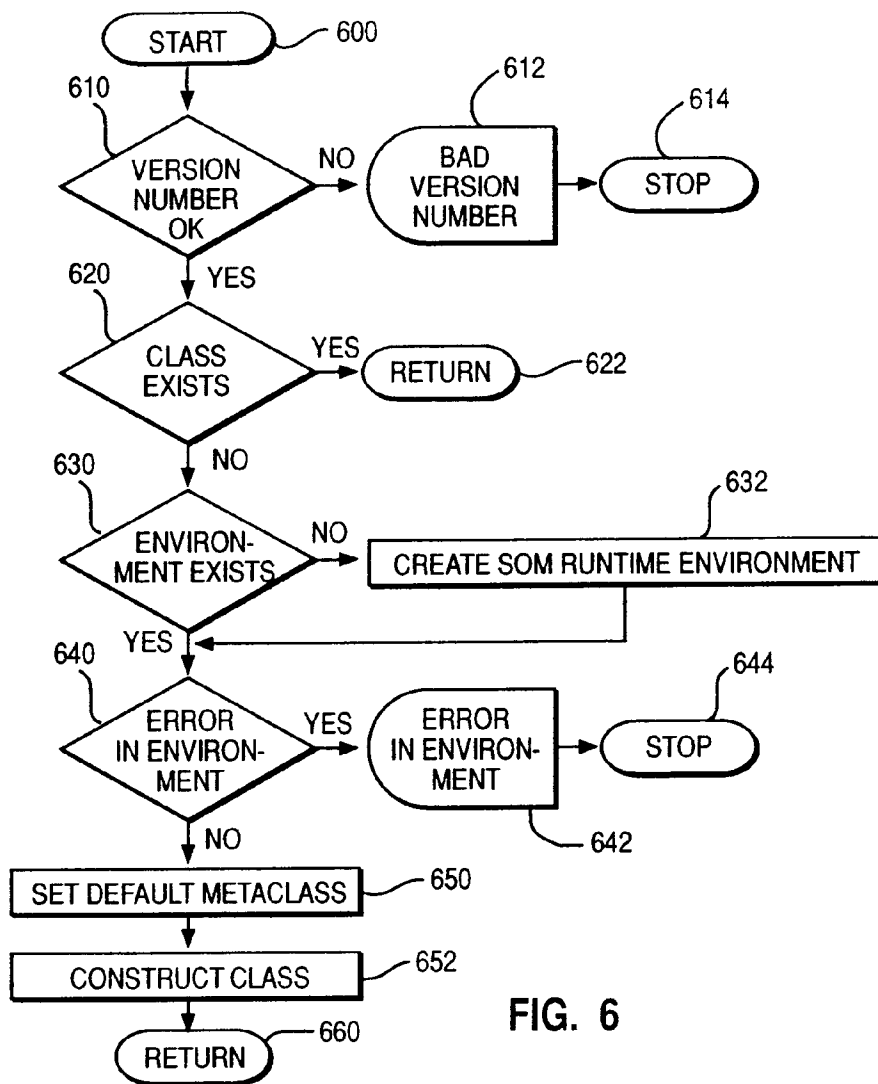 START
600
610
VERSION
NUMBER
OK
NO
612
BAD
VERSION
NUMBER
614
STOP
YES
620
CLASS
EXISTS
YES
RETURN
622
NO
630
ENVIRON-
MENT EXISTS
NO
632
CREATE SOM RUNTIME ENVIRONMENT
YES
640
ERROR
IN ENVIRON-
MENT
YES
ERROR
IN ENVIRON-
MENT
642
644
STOP
NO
SET DEFAULT METACLASS
650
CONSTRUCT CLASS
652
RETURN
660
FIG. 6